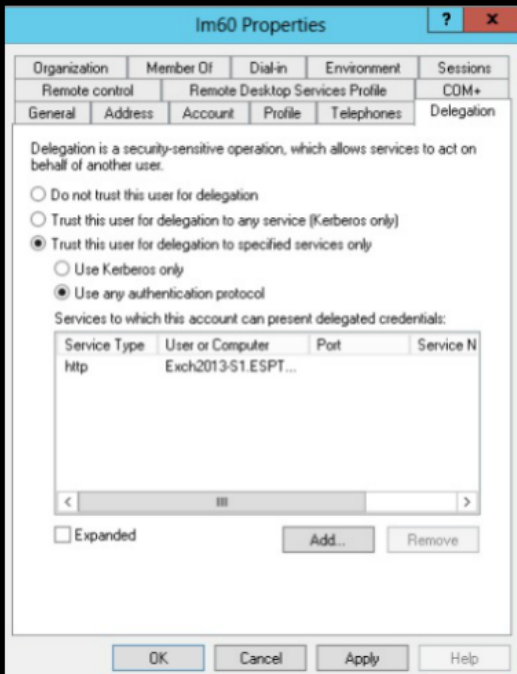 lm60 Properties
?
x
Organization Member Of Dial-in Environment Sessions
Remote control Remote Desktop Services Profile COM+
General Address Account Profile Telephones Delegation
Delegation is a security-sensitive operation, which allows services to act on
behalf of another user.
Do not trust this user for delegation
Trust this user for delegation to any service (Kerberos only)
Trust this user for delegation to specified services only
Use Kerberos only
Use any authentication protocol
Services to which this account can present delegated credentials:
Service Type User or Computer Port Service N
http Exch2013-S1.ESPT...
Expanded
Add... Remove
OK Cancel Apply Help